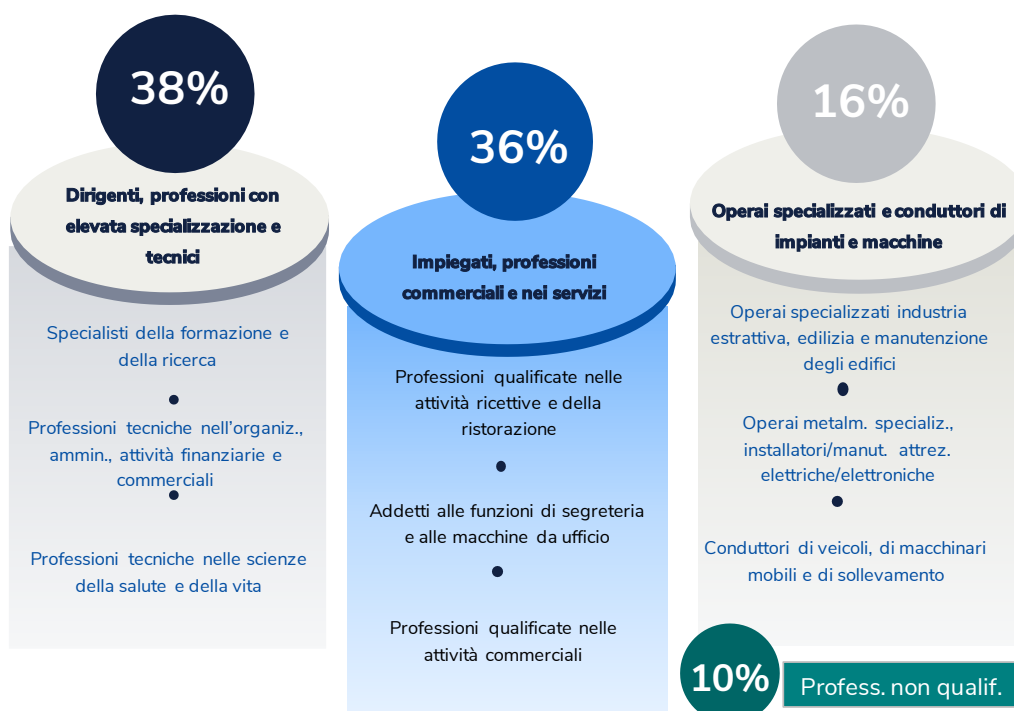 38%
Dirigenti, professioni con
elevata specializzazione e
tecnici
Specialisti della formazione e
della ricerca
Professioni tecniche nell'organiz.,
ammin., attività finanziarie e
commerciali
Professioni tecniche nelle scienze
della salute e della vita
36%
Impiegati, professioni
commerciali e nei servizi
Professioni qualificate nelle
attività ricettive e della
ristorazione
Addetti alle funzioni di segreteria
e alle macchine da ufficio
Professioni qualificate nelle
attività commerciali
16%
Operai specializzati e conduttori di
impianti e macchine
Operai specializzati industria
estrattiva, edilizia e manutenzione
degli edifici
Operai metalm. specializ.,
installatori/manut. attrez.
elettriche/elettroniche
Conduttori di veicoli, di macchinari
mobili e di sollevamento
10%
Profess. non qualif.